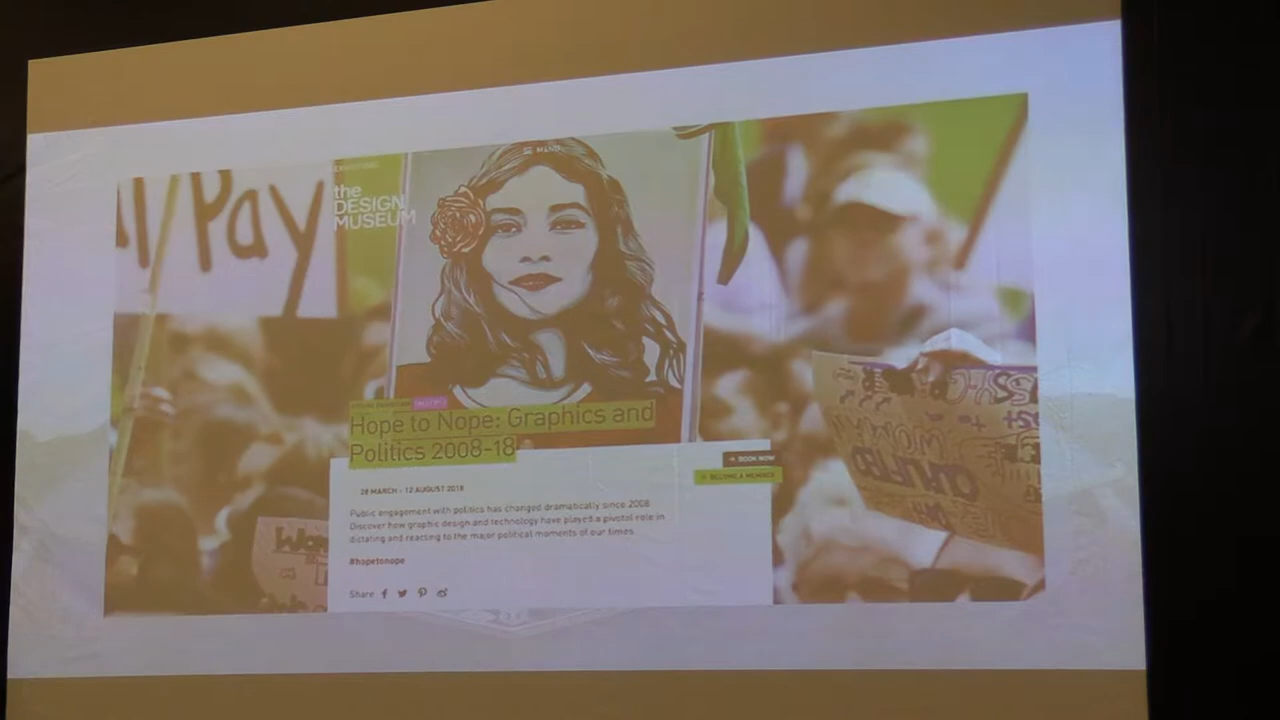 Pay
the
DESIGN
MUSEUM
MENU
Hope to Nope: Graphics and
Politics 2008-18
BOOK NOW
BECOME A MEMBER
28 MARCH - 12 AUGUST 2018
Public engagement with politics has changed dramatically since 2008.
Discover how graphic design and technology have played a pivotal role in
dictating and reacting to the major political moments of our times.
#hopetonope
Share
WOMAN